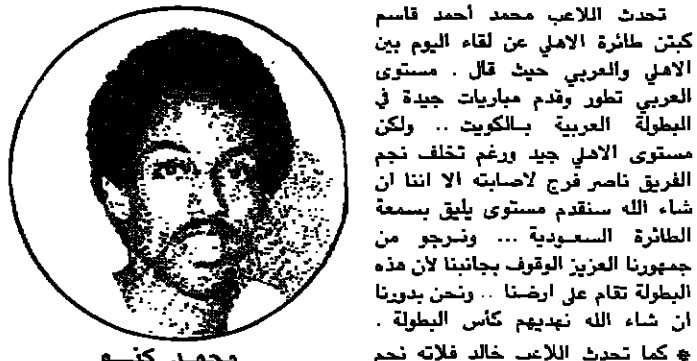 تحدث اللاعب محمد أحمد قاسم
كبتن طائرة الاهلي عن لقاء اليوم بين
الاهلي والعربي حيث قال . مستوى
العربي تطور وقدم مباريات جيدة في
البطولة العربية بالكويت .. ولكن
مستوى الاهلي جيد ورغم تخلف نجم
الفريق ناصر فرج لاصابته الا اننا ان
شاء الله سنقدم مستوى يليق بسمعة
الطائرة السعودية ... ونرجو من
جمهورنا العزيز الوقوف بجانبنا لان هذه
البطولة تقام على ارضنا .. ونحن بدورنا
ان شاء الله نهديهم كأس البطولة .
كما تحدث اللاعب خالد فلاته نجم
محمد كنو